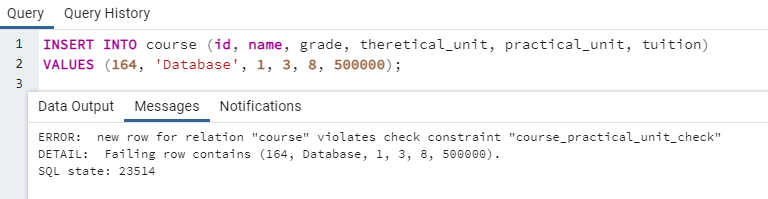 Query Query History
1 INSERT INTO course (id, name, grade, theretical_unit, practical_unit, tuition)
2 VALUES (164, 'Database', 1, 3, 8, 500000);
3
Data Output Messages Notifications
ERROR:  new row for relation "course" violates check constraint "course_practical_unit_check"
DETAIL:  Failing row contains (164, Database, 1, 3, 8, 500000).
SQL state: 23514